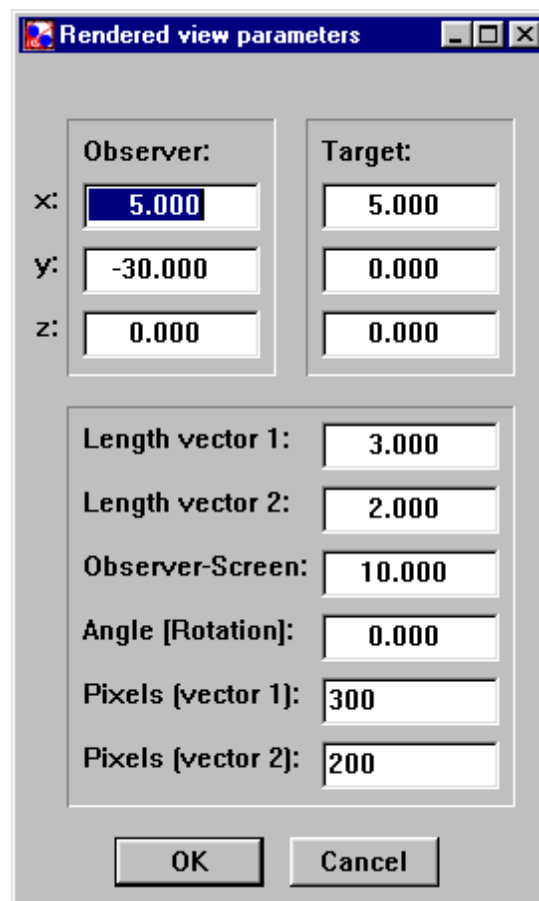 Rendered view parameters
Observer: Target:
x: 5.000 5.000
y: -30.000 0.000
z: 0.000 0.000
Length vector 1: 3.000
Length vector 2: 2.000
Observer-Screen: 10.000
Angle [Rotation]: 0.000
Pixels (vector 1): 300
Pixels (vector 2): 200
OK Cancel